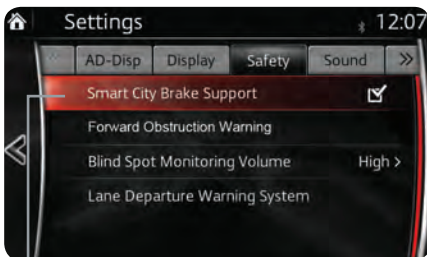 Settings 12:07
AD-Disp Display Safety Sound
Smart City Brake Support
Forward Obstruction Warning
Blind Spot Monitoring Volume High >
Lane Departure Warning System